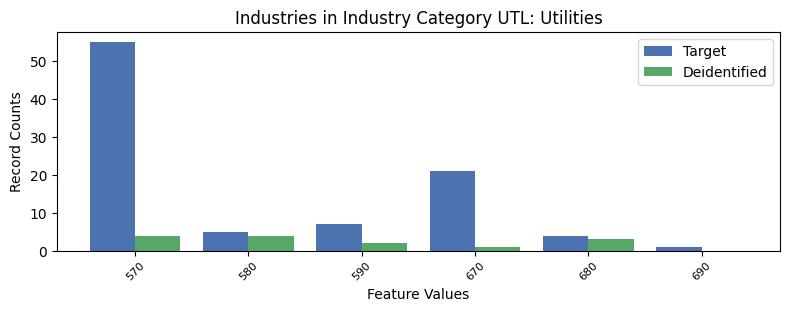 Industries in Industry Category UTL: Utilities
Target
Deidentified
Record Counts
50
40
30
20
10
0
570
580
590
670
680
690
Feature Values